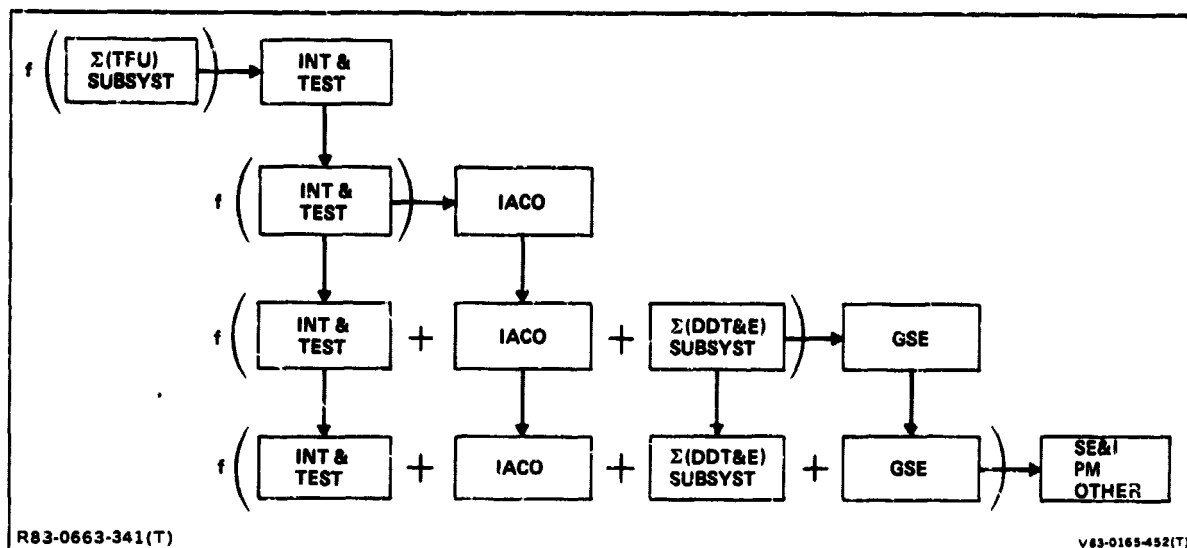 f ( Σ(TFU) SUBSYST ) INT & TEST
f ( INT & TEST ) IACO
f ( INT & TEST + IACO + Σ(DDT&E) SUBSYST ) GSE
f ( INT & TEST + IACO + Σ(DDT&E) SUBSYST + GSE ) SE&I PM OTHER
R83-0663-341(T)
V83-0165-452(T)